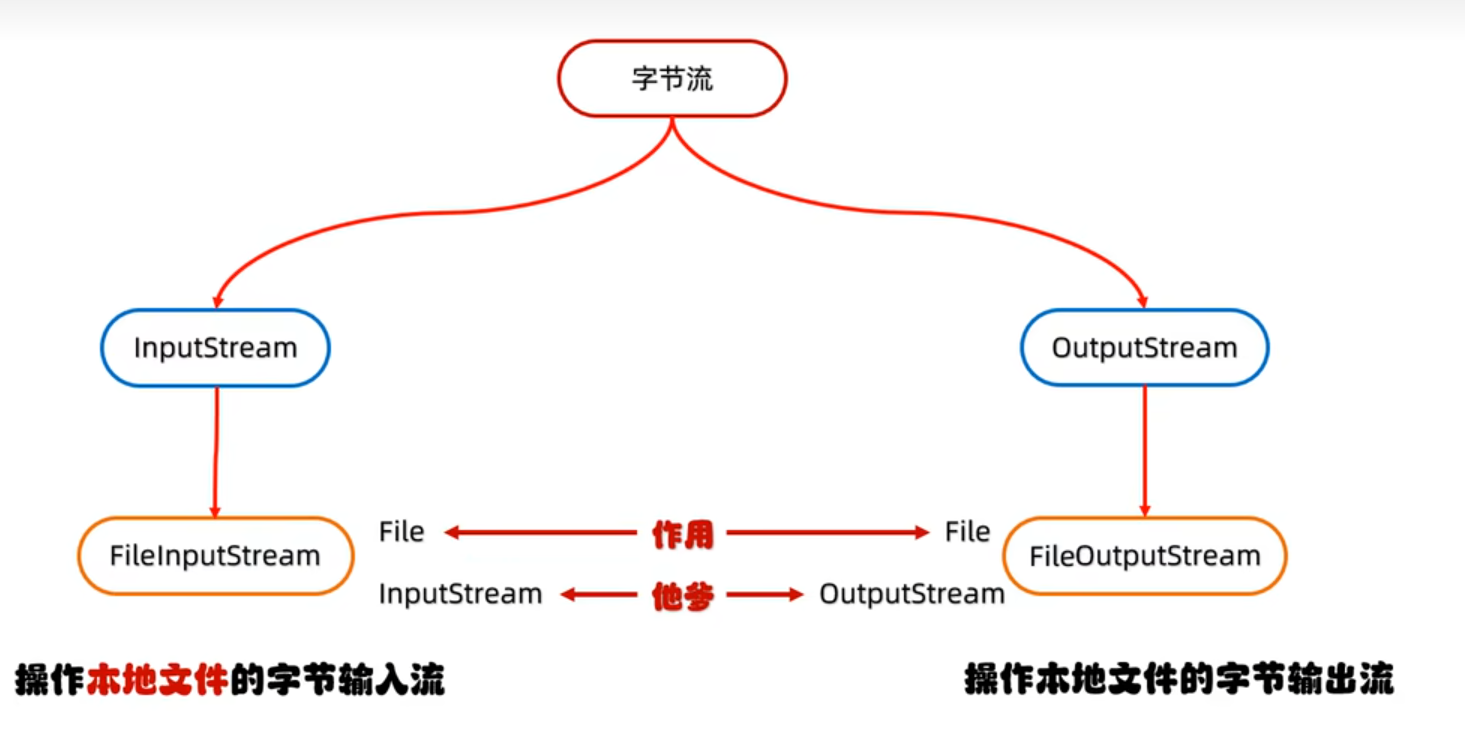 字节流
InputStream
OutputStream
FileInputStream
File
作用
File
FileOutputStream
InputStream
他爹
OutputStream
操作本地文件的字节输入流
操作本地文件的字节输出流